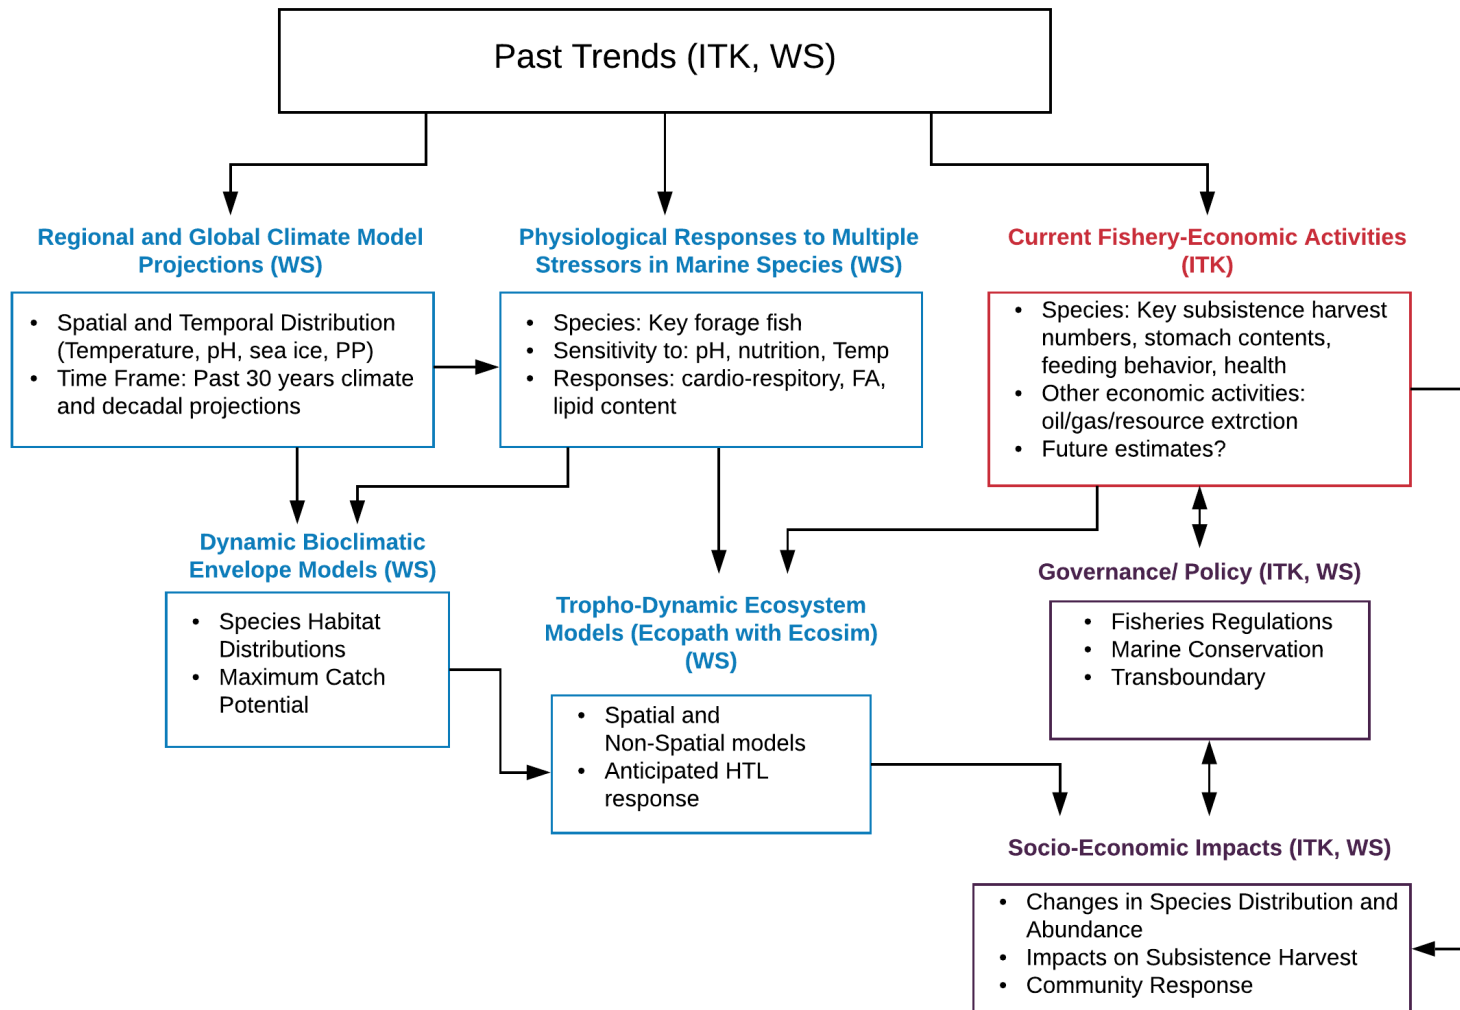 Past Trends (ITK, WS)
Regional and Global Climate Model
Projections (WS)
• Spatial and Temporal Distribution
(Temperature, pH, sea ice, PP)
• Time Frame: Past 30 years climate
and decadal projections
Physiological Responses to Multiple
Stressors in Marine Species (WS)
• Species: Key forage fish
• Sensitivity to: pH, nutrition, Temp
• Responses: cardio-respitory, FA,
lipid content
Current Fishery-Economic Activities
(ITK)
• Species: Key subsistence harvest
numbers, stomach contents,
feeding behavior, health
• Other economic activities:
oil/gas/resource extrction
• Future estimates?
Dynamic Bioclimatic
Envelope Models (WS)
• Species Habitat
Distributions
• Maximum Catch
Potential
Tropho-Dynamic Ecosystem
Models (Ecopath with Ecosim)
(WS)
• Spatial and
Non-Spatial models
• Anticipated HTL
response
Governance/ Policy (ITK, WS)
• Fisheries Regulations
• Marine Conservation
• Transboundary
Socio-Economic Impacts (ITK, WS)
• Changes in Species Distribution and
Abundance
• Impacts on Subsistence Harvest
• Community Response